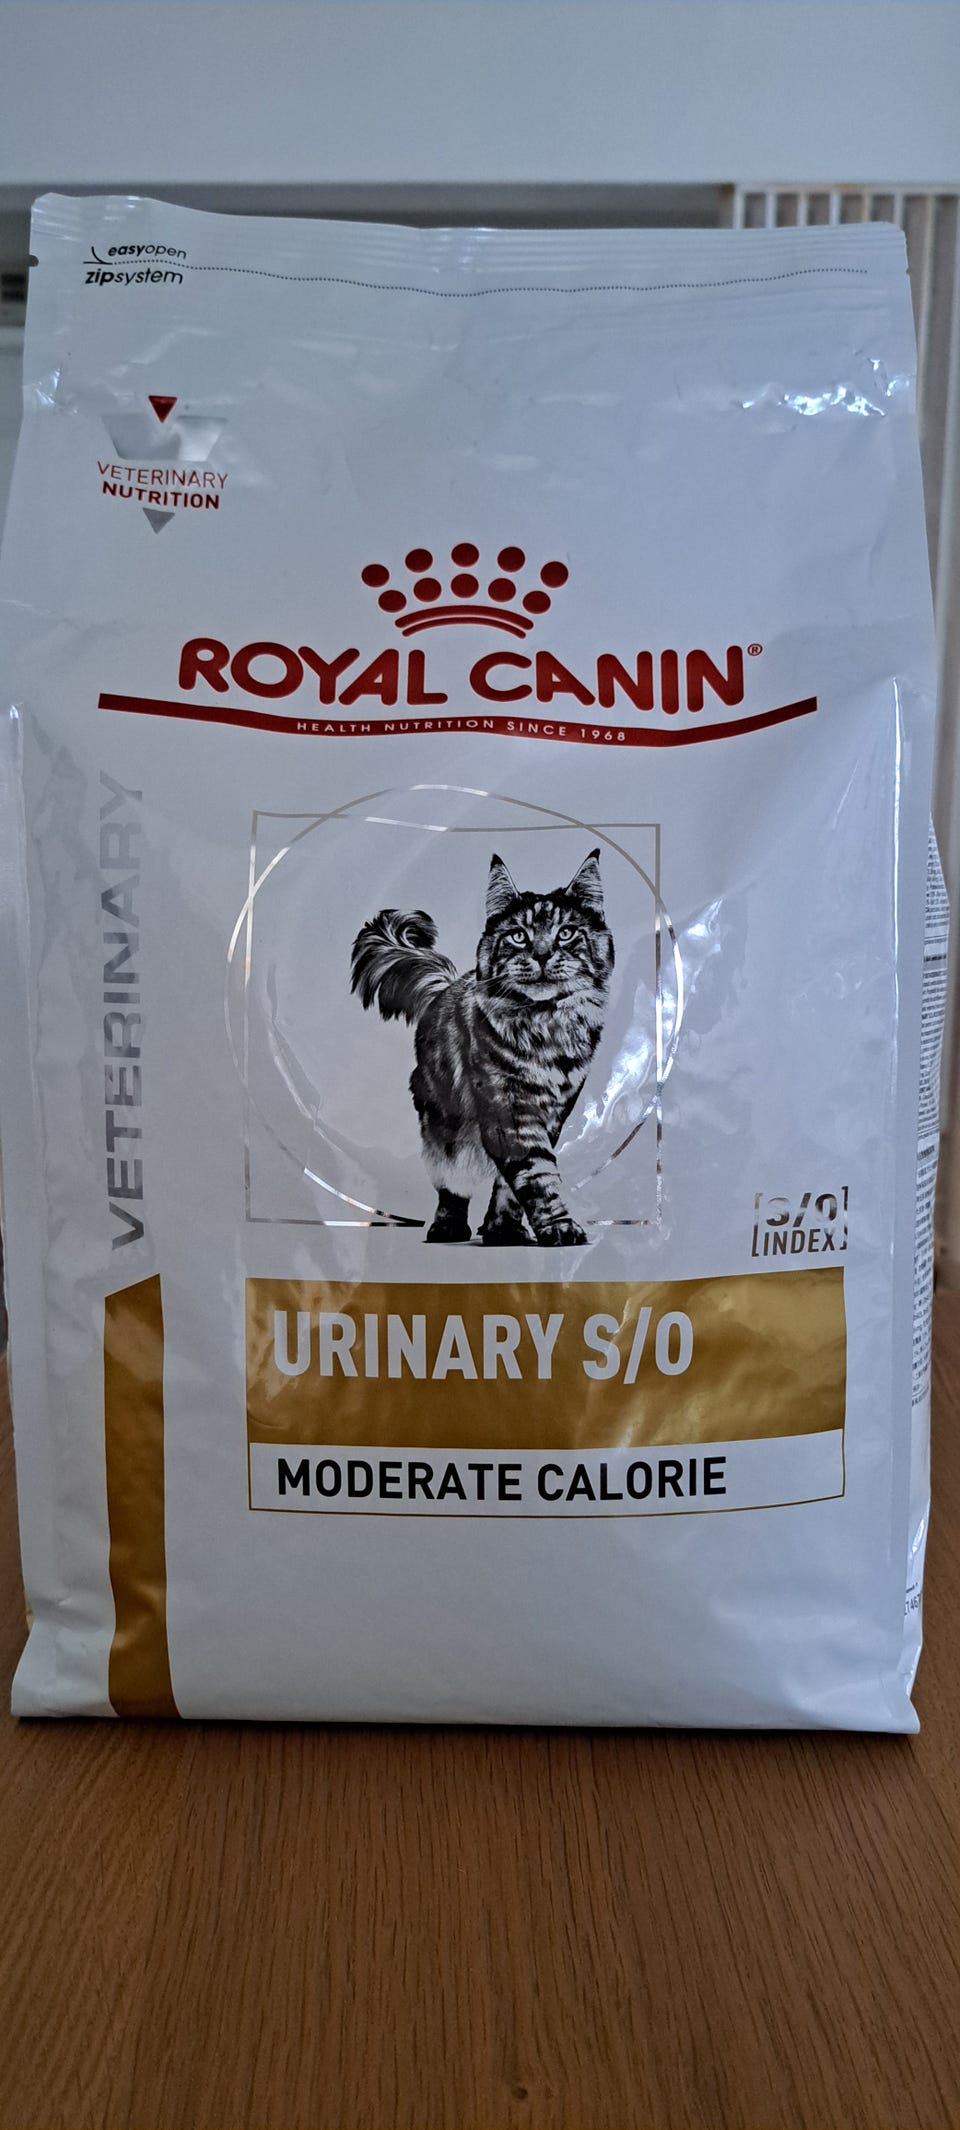 easyopen
zipsystem
VETERINARY
NUTRITION
ROYAL CANIN®
HEALTH NUTRITION SINCE 1968
VETERINARY
[S/O
INDEX]
URINARY S/O
MODERATE CALORIE